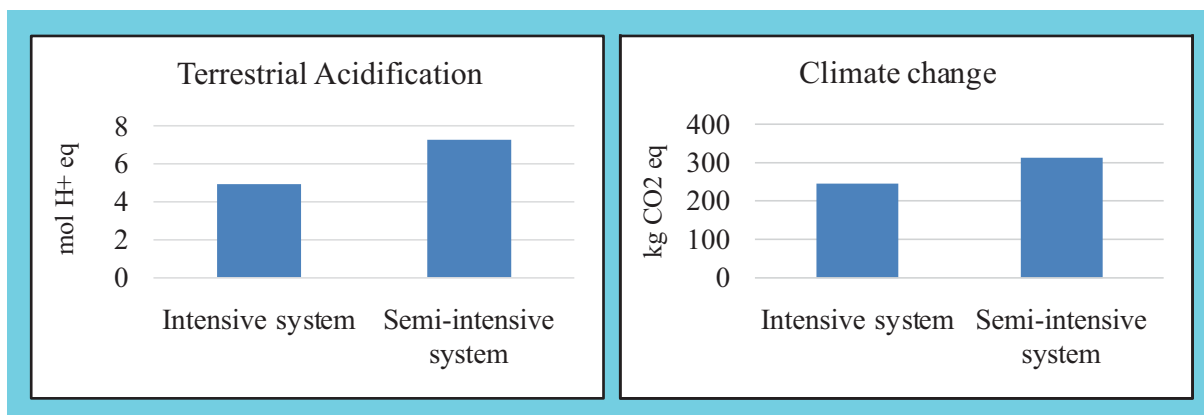 Terrestrial Acidification
mol H+ eq
8
6
4
2
0
Intensive system
Semi-intensive
system
Climate change
kg CO2 eq
400
300
200
100
0
Intensive system
Semi-intensive
system